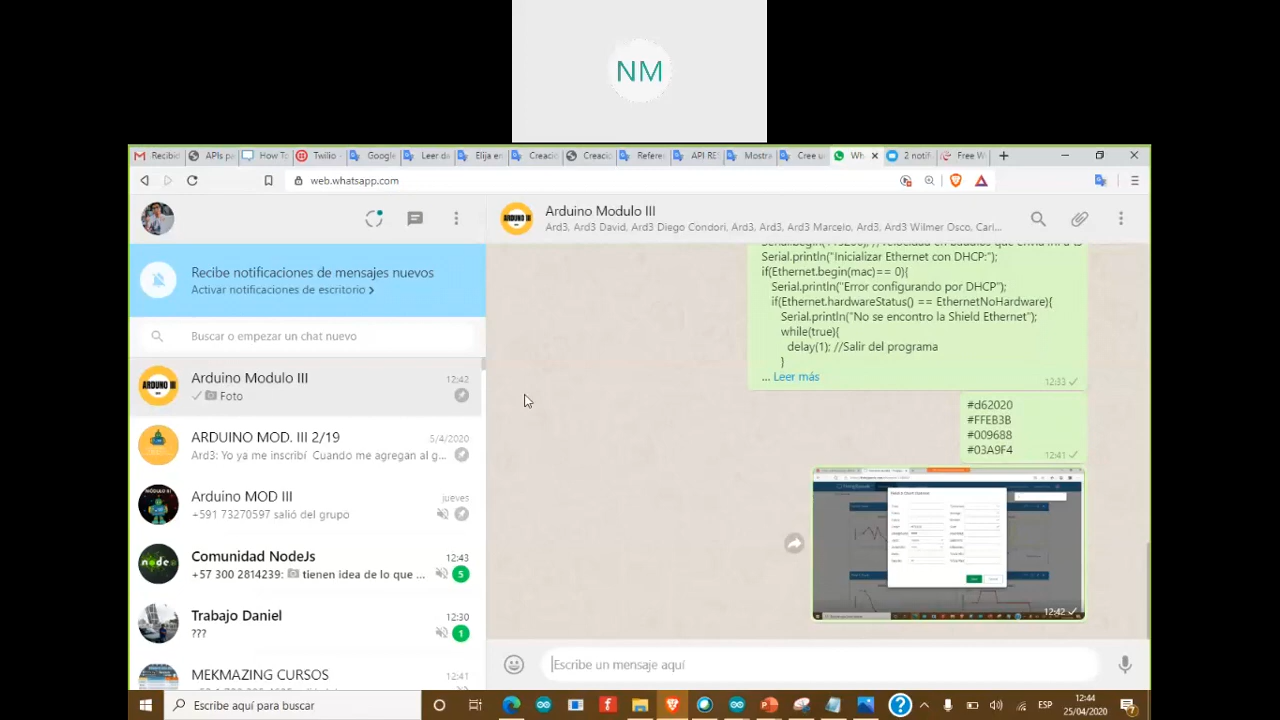 NM
Recibid
APIs pa
How To
Twilio
Google
Leer da
Elija en
Creació
Creació
Referer
API RE
Mostra
Cree u
Wh
2 notif
Free W
web.whatsapp.com
Arduino Modulo III
Ard3, Ard3 David, Ard3 Diego Condori, Ard3, Ard3, Ard3 Marcelo, Ard3, Ard3 Wilmer Osco, Carl...
Recibe notificaciones de mensajes nuevos
Activar notificaciones de escritorio
Buscar o empezar un chat nuevo
Arduino Modulo III
12:42
Foto
ARDUINO MOD. III 2/19
5/4/2020
Ard3: Yo ya me inscribí Cuando me agregan al g...
Arduino MOD III
jueves
+591 73270597 salió del grupo
Comunidad NodeJs
12:43
+57 300 2814239: tienen idea de lo que ...
5
Trabajo Daniel
12:30
???
1
MEKMAZING CURSOS
12:41
Serial.println("Inicializar Ethernet con DHCP:");
if(Ethernet.begin(mac)== 0){
Serial.println("Error configurando por DHCP");
if(Ethernet.hardwareStatus() == EthernetNoHardware){
Serial.println("No se encontro la Shield Ethernet");
while(true){
delay(1); //Salir del programa
}
... Leer más
12:33
#d62020
#FFEB3B
#009688
#03A9F4
12:41
12:42
Escribe un mensaje aquí
Escribe aquí para buscar
ESP
12:44
25/04/2020
7